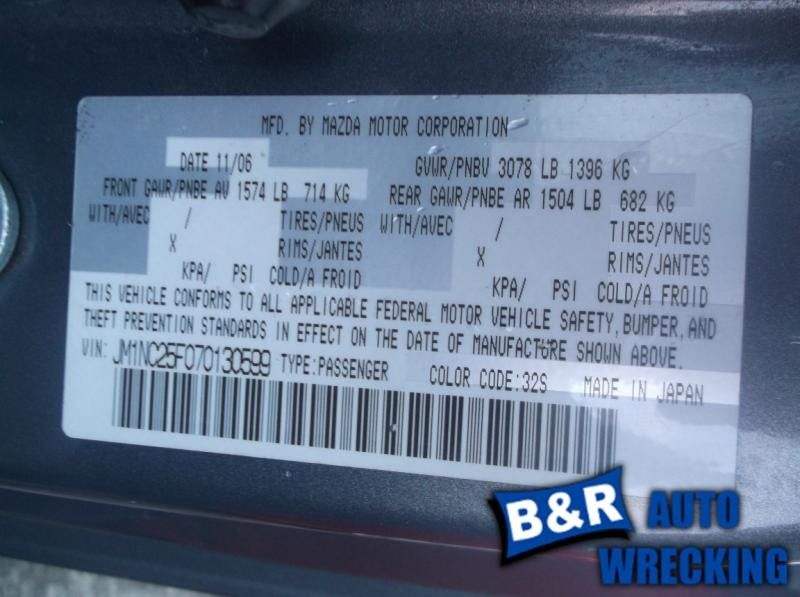 MFD. BY MAZDA MOTOR CORPORATION
DATE 11/06 GVWR/PNBV 3078 LB 1396 KG
FRONT GAWR/PNBE AV 1574 LB 714 KG REAR GAWR/PNBE AR 1504 LB 682 KG
WITH/AVEC / TIRES/PNEUS WITH/AVEC / TIRES/PNEUS
X RIMS/JANTES X RIMS/JANTES
KPA/ PSI COLD/A FROID KPA/ PSI COLD/A FROID
THIS VEHICLE CONFORMS TO ALL APPLICABLE FEDERAL MOTOR VEHICLE SAFETY, BUMPER, AND
THEFT PREVENTION STANDARDS IN EFFECT ON THE DATE OF MANUFACTURE SHOWN ABOVE.
VIN: JM1NC25F070130599 TYPE:PASSENGER COLOR CODE:32S MADE IN JAPAN
B&R AUTO
WRECKING